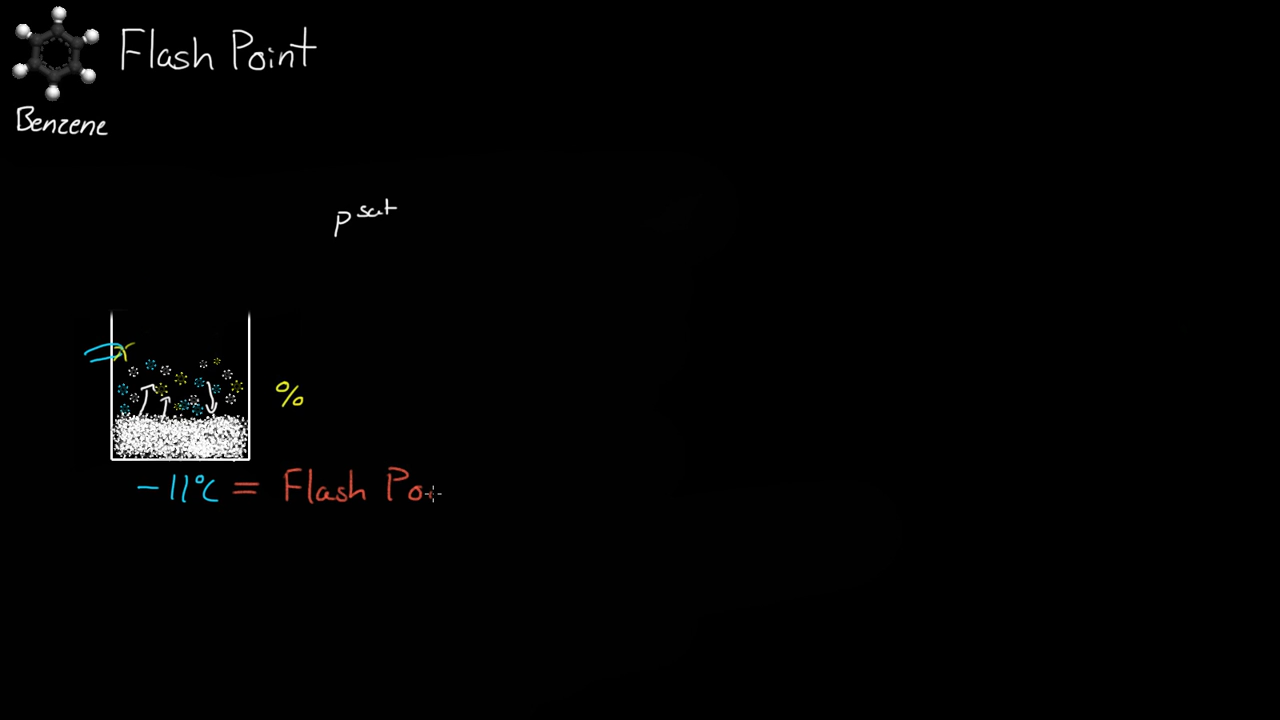 Flash Point
Benzene
p sat
%
-11°C = Flash Po